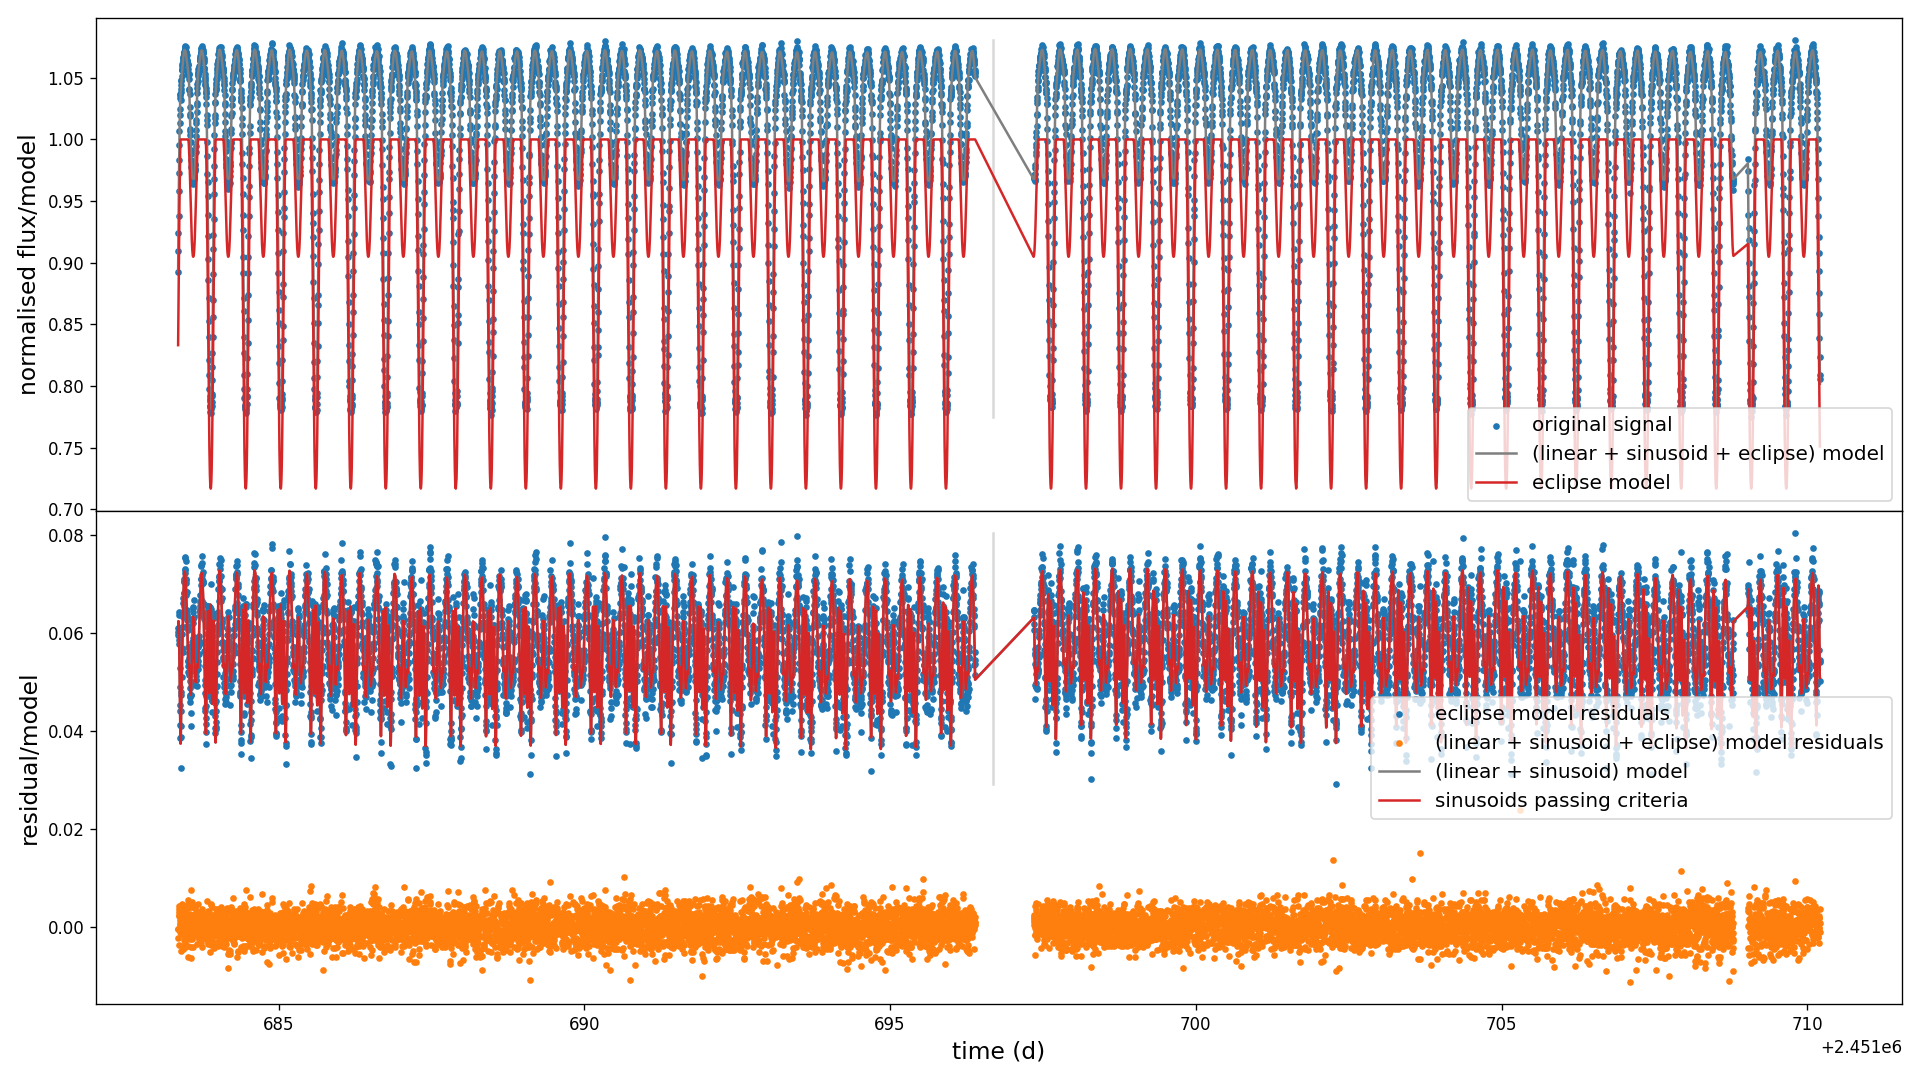 normalised flux/model
1.05
1.00
0.95
0.90
0.85
0.80
0.75
0.70
original signal
(linear + sinusoid + eclipse) model
eclipse model
residual/model
0.08
0.06
0.04
0.02
0.00
eclipse model residuals
(linear + sinusoid + eclipse) model residuals
(linear + sinusoid) model
sinusoids passing criteria
685
690
695
700
705
710
time (d)
+2.451e6